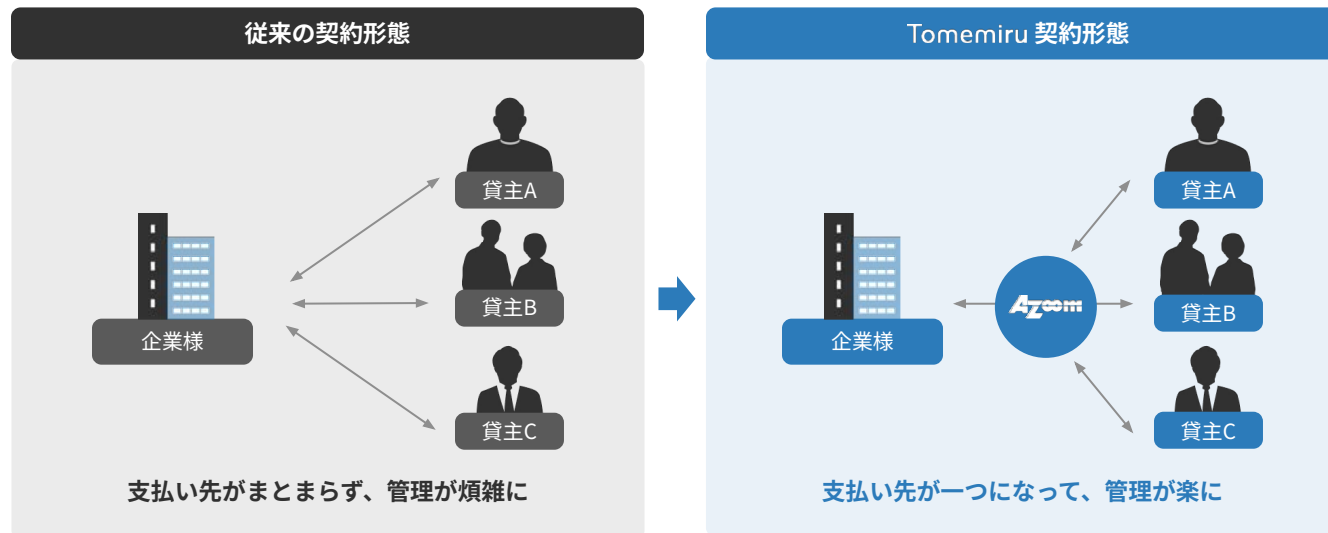 従来の契約形態
貸主A
貸主B
企業様
貸主C
支払い先がまとまらず、管理が煩雑に
Tomemiru 契約形態
貸主A
AZoom
貸主B
企業様
貸主C
支払い先が一つになって、管理が楽に